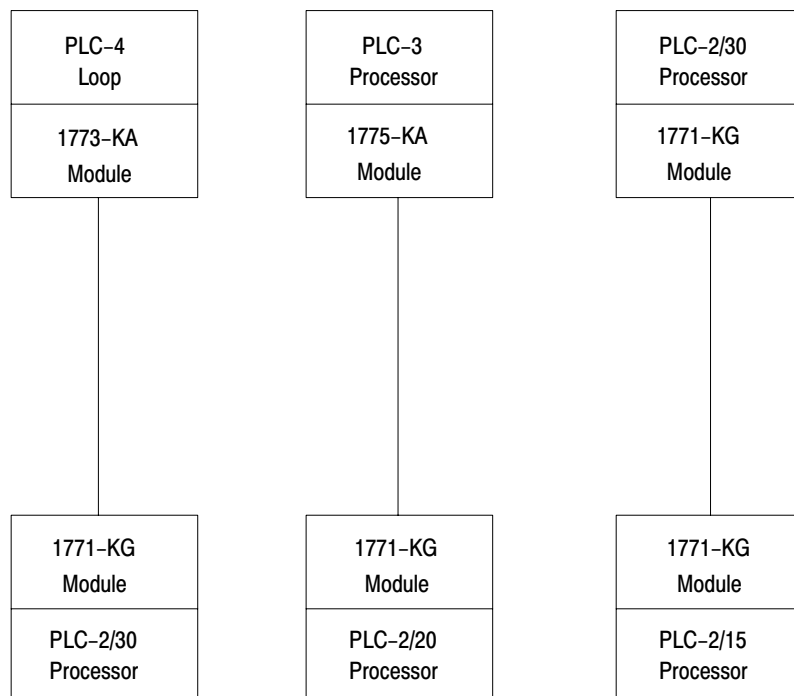 PLC–4
Loop
1773–KA
Module
PLC–3
Processor
1775–KA
Module
PLC–2/30
Processor
1771–KG
Module
1771–KG
Module
PLC–2/30
Processor
1771–KG
Module
PLC–2/20
Processor
1771–KG
Module
PLC–2/15
Processor